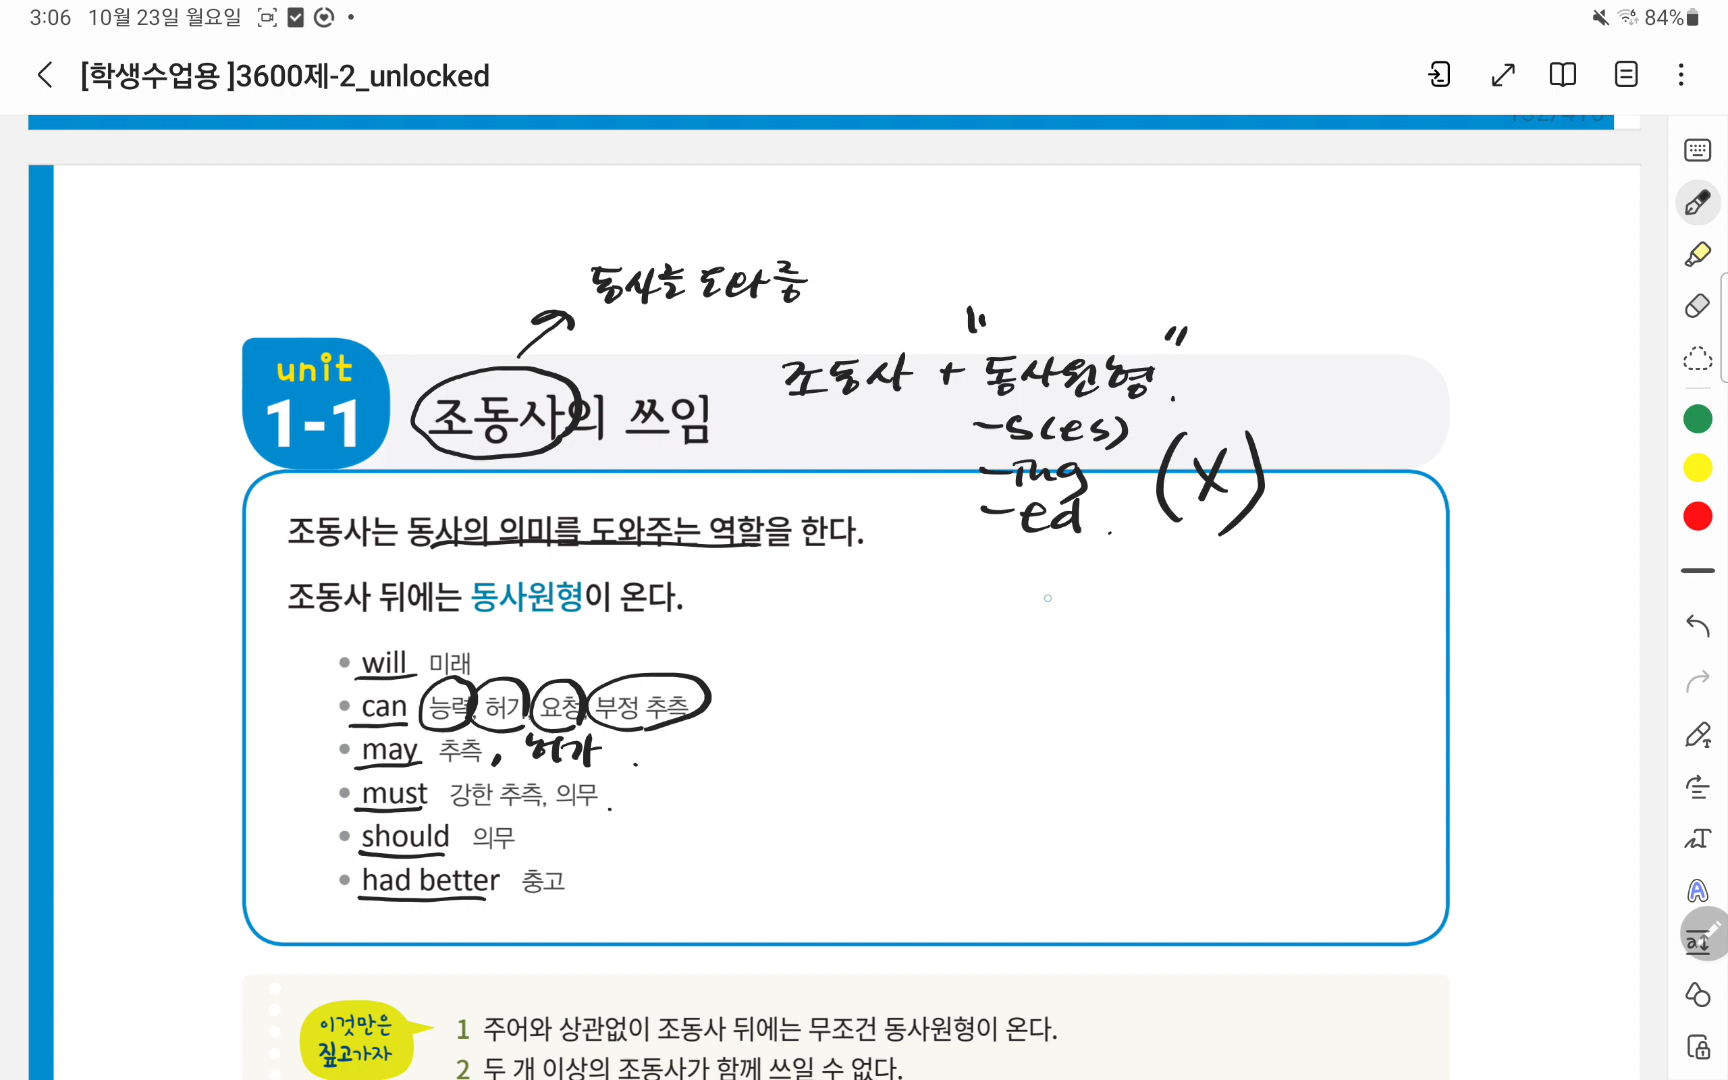 3:06 10월 23일 월요일
84%
[학생수업용 ]3600제-2_unlocked
동사를 도와줌
" "
조동사 + 동사원형.
unit
1-1
조동사의 쓰임
-s(es)
-ing (X)
-ed.
조동사는 동사의 의미를 도와주는 역할을 한다.
조동사 뒤에는 동사원형이 온다.
• will 미래
• can 능력, 허가, 요청, 부정 추측
• may 추측, 허가.
• must 강한 추측, 의무.
• should 의무
• had better 충고
이것만은
짚고가자
1 주어와 상관없이 조동사 뒤에는 무조건 동사원형이 온다.
2 두 개 이상의 조동사가 함께 쓰일 수 없다.